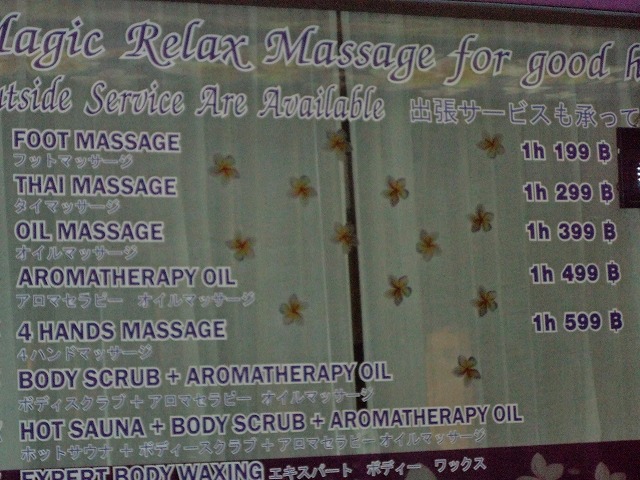 Magic Relax Massage for good
Outside Service Are Available 出張サービスも承って
FOOT MASSAGE 1h 199 ฿
フットマッサージ
THAI MASSAGE 1h 299 ฿
タイマッサージ
OIL MASSAGE 1h 399 ฿
オイルマッサージ
AROMATHERAPY OIL 1h 499 ฿
アロマセラピー オイルマッサージ
4 HANDS MASSAGE 1h 599 ฿
4ハンドマッサージ
BODY SCRUB + AROMATHERAPY OIL
ボディスクラブ + アロマセラピー オイルマッサージ
HOT SAUNA + BODY SCRUB + AROMATHERAPY OIL
ホットサウナ + ボディースクラブ + アロマセラピー オイルマッサージ
EXPERT BODY WAXING エキスパート ボディー ワックス